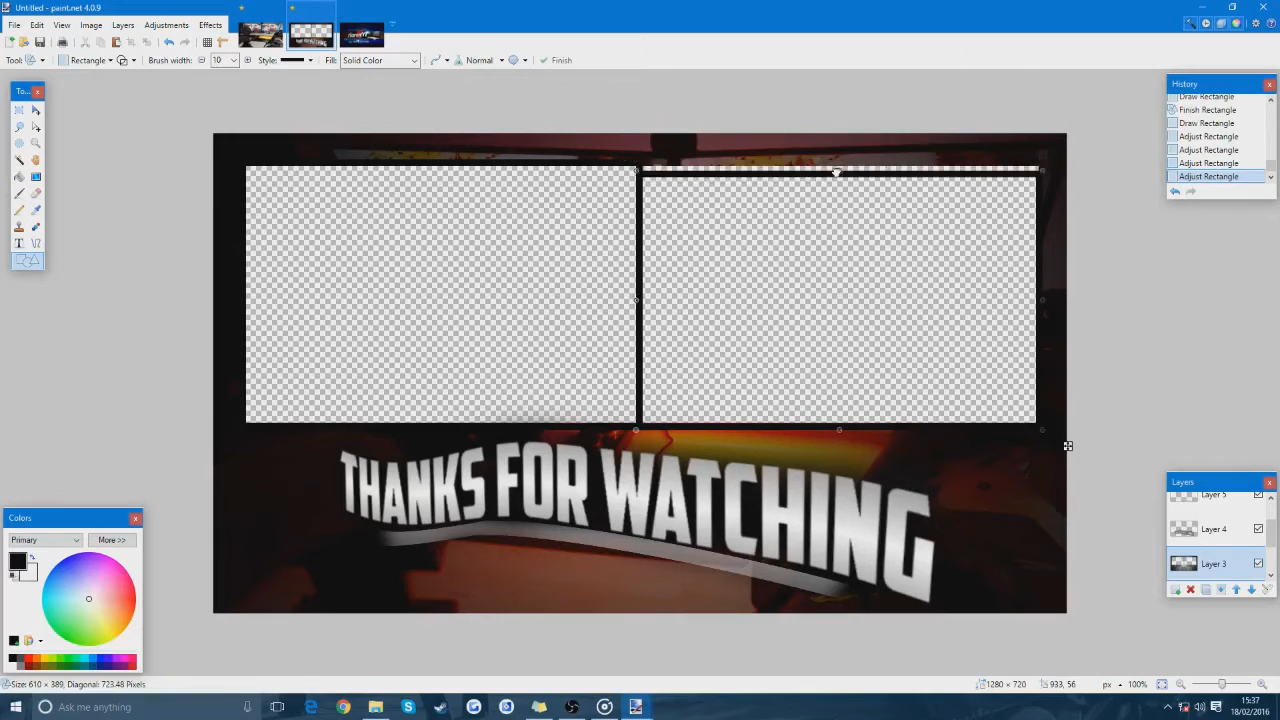 Untitled - paint.net 4.0.9
File Edit View Image Layers Adjustments Effects
Tool: Rectangle Brush width: 10 Style: Fill: Solid Color Normal Finish
To...
History
Draw Rectangle
Finish Rectangle
Draw Rectangle
Adjust Rectangle
Adjust Rectangle
Adjust Rectangle
Adjust Rectangle
THANKS FOR WATCHING
Layers
Layer 5
Layer 4
Layer 3
Colors
Primary More >>
Size: 610 × 389, Diagonal: 723.48 Pixels 1280 × 720 933, 56 px 100%
Ask me anything 15:37
18/02/2016